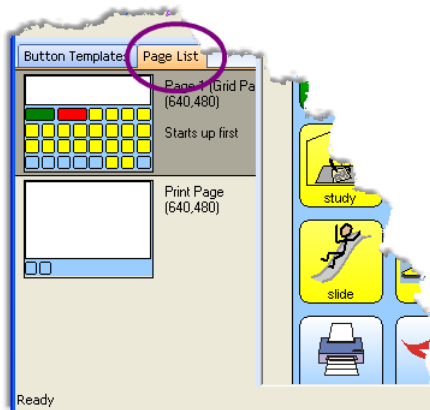 Button Templates Page List
Page 1 (Grid Pa
(640,480)
Starts up first
Print Page
(640,480)
study
slide
Ready